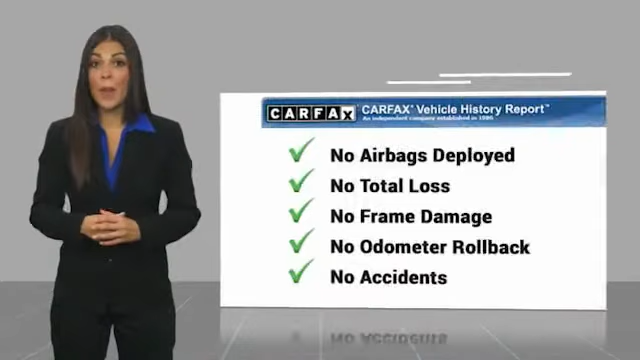 CARFAX CARFAX® Vehicle History Report™
An independent company established in 1986
No Airbags Deployed
No Total Loss
No Frame Damage
No Odometer Rollback
No Accidents